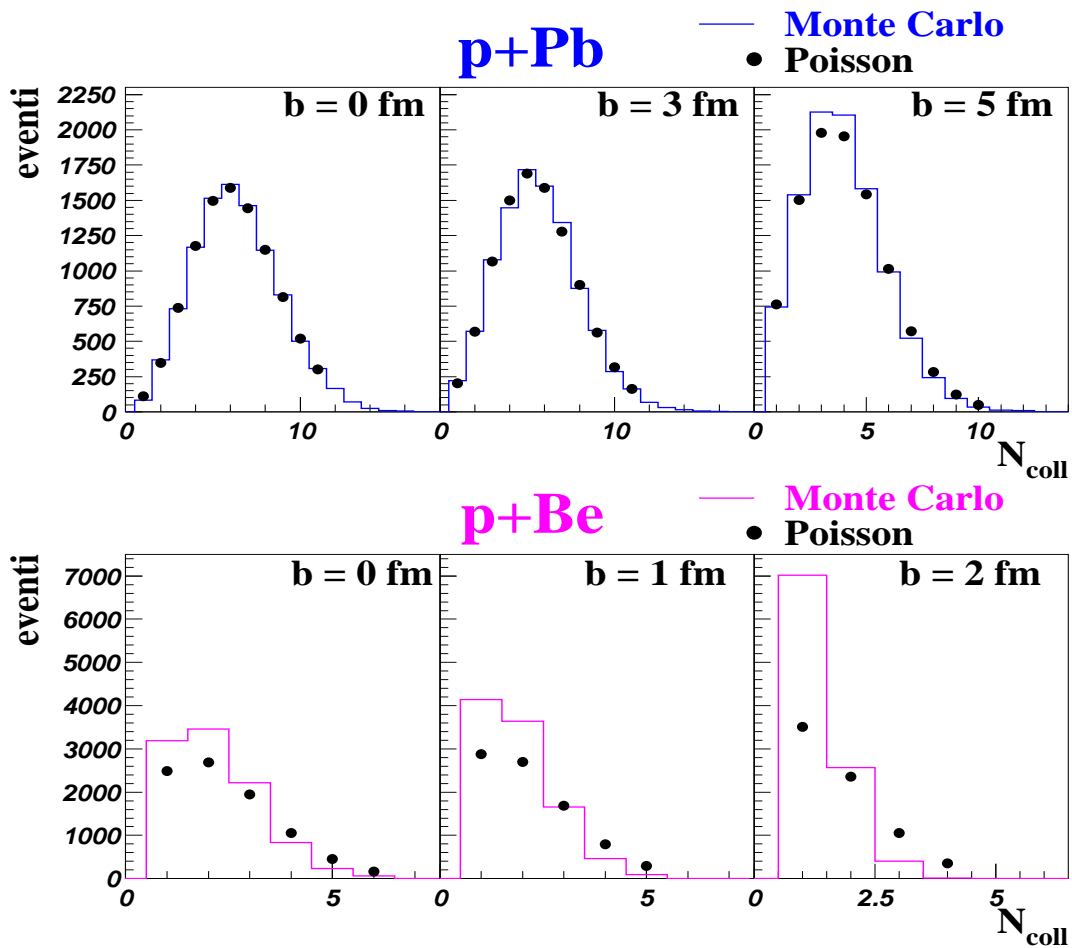 p+Pb
Monte Carlo
Poisson
eventi
b = 0 fm
b = 3 fm
b = 5 fm
2250
2000
1750
1500
1250
1000
750
500
250
0
0 10 0 10 0 5 10
N_coll
p+Be
Monte Carlo
Poisson
eventi
b = 0 fm
b = 1 fm
b = 2 fm
7000
6000
5000
4000
3000
2000
1000
0
0 5 0 5 0 2.5 5
N_coll